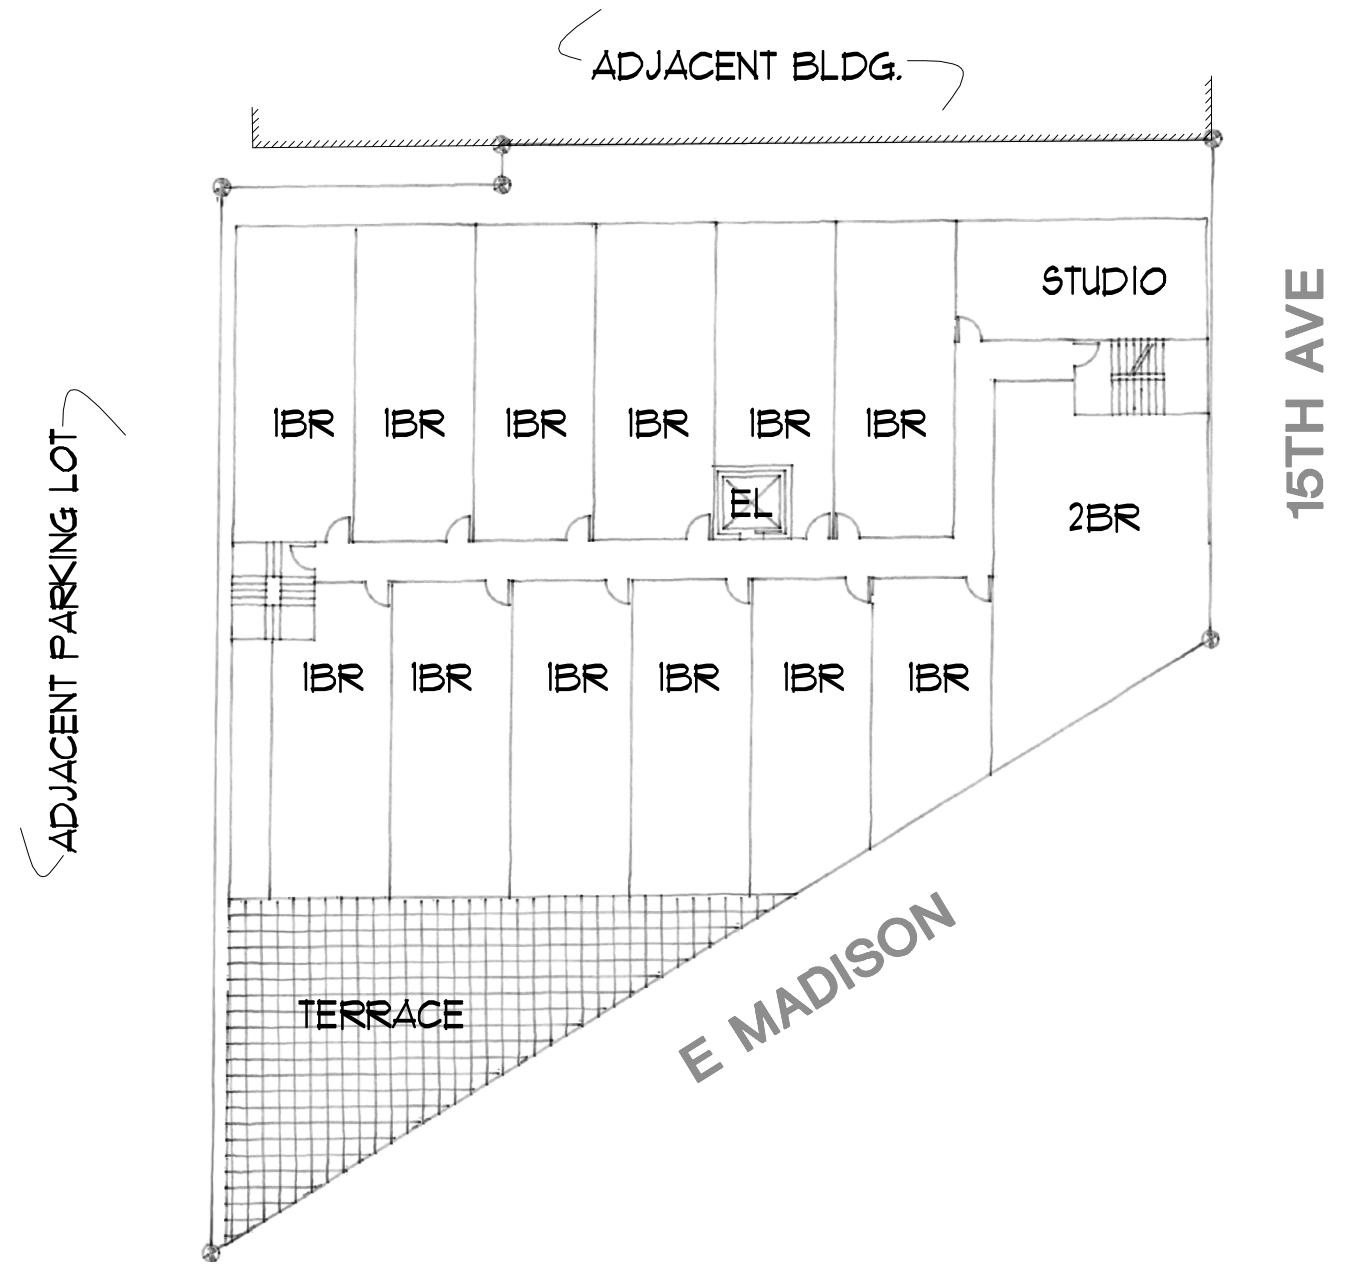 ADJACENT BLDG.
STUDIO
15TH AVE
1BR 1BR 1BR 1BR 1BR 1BR
EL
2BR
ADJACENT PARKING LOT
1BR 1BR 1BR 1BR 1BR 1BR
TERRACE
E MADISON